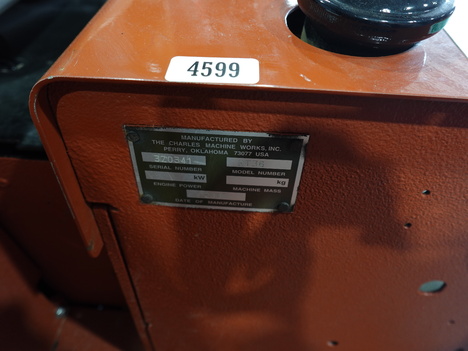 4599
MANUFACTURED BY
THE CHARLES MACHINE WORKS, INC.
PERRY, OKLAHOMA 73077 USA
SERIAL NUMBER MODEL NUMBER
kW kg
ENGINE POWER MACHINE MASS
DATE OF MANUFACTURE